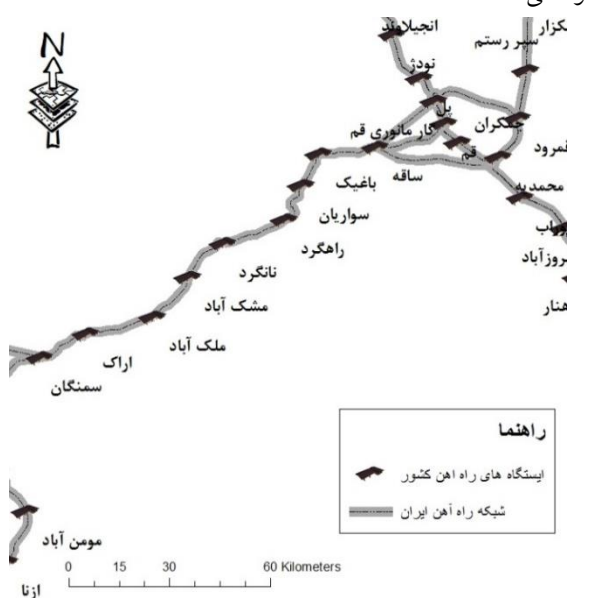 انجیلاوند
سپر رستم
نودژ
پل
جمکران
گار مانوری قم
قم
ساقه
محمدیه
باغیک
سواریان
راهگرد
نانگرد
مشک آباد
ملک آباد
اراک
سمنگان
هنار
N
راهنما
ایستگاه های راه اهن کشور
شبکه راه آهن ایران
مومن آباد
ازنا
0 15 30 60 Kilometers